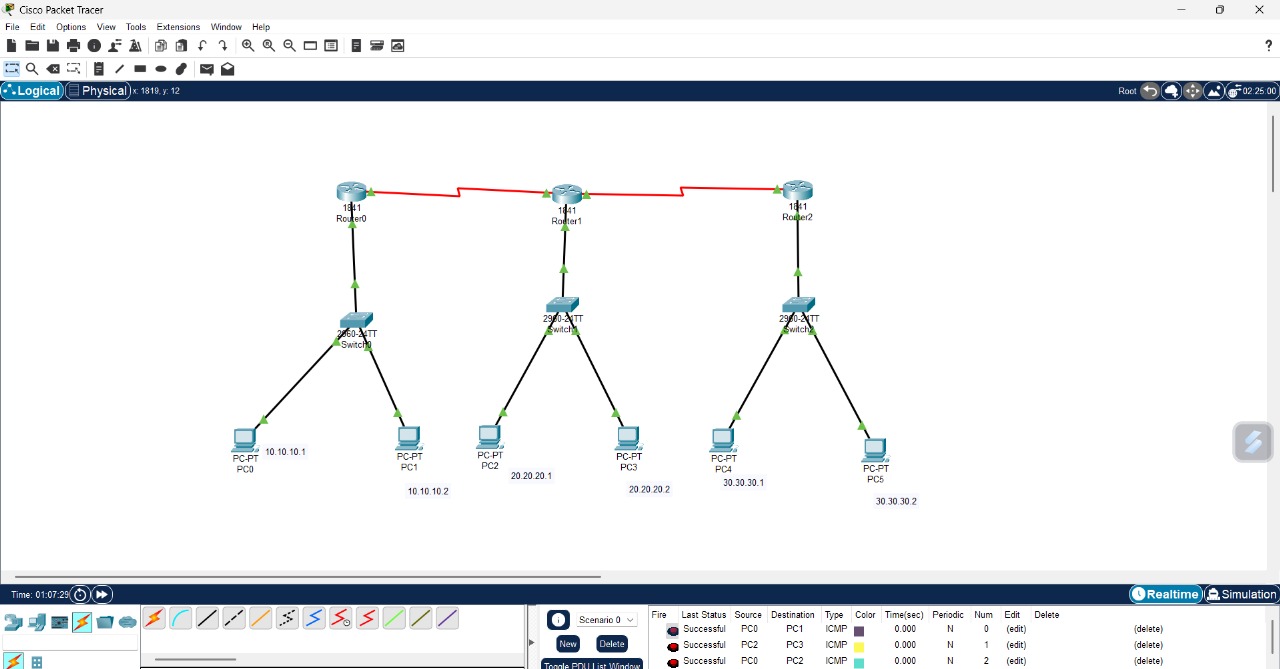 Cisco Packet Tracer
File Edit Options View Tools Extensions Window Help
?
Logical Physical x: 1819, y: 12 Root 02:25:00
1841 1841 1841
Router0 Router1 Router2
2960-24TT 2960-24TT 2960-24TT
Switch0 Switch1 Switch2
PC-PT PC-PT PC-PT PC-PT PC-PT PC-PT
PC0 PC1 PC2 PC3 PC4 PC5
10.10.10.1
10.10.10.2
20.20.20.1
20.20.20.2
30.30.30.1
30.30.30.2
Time: 01:07:29 Realtime Simulation
Scenario 0
New Delete
Toggle PDU List Window
Fire Last Status Source Destination Type Color Time(sec) Periodic Num Edit Delete
Successful PC0 PC1 ICMP 0.000 N 0 (edit) (delete)
Successful PC2 PC3 ICMP 0.000 N 1 (edit) (delete)
Successful PC0 PC2 ICMP 0.000 N 2 (edit) (delete)